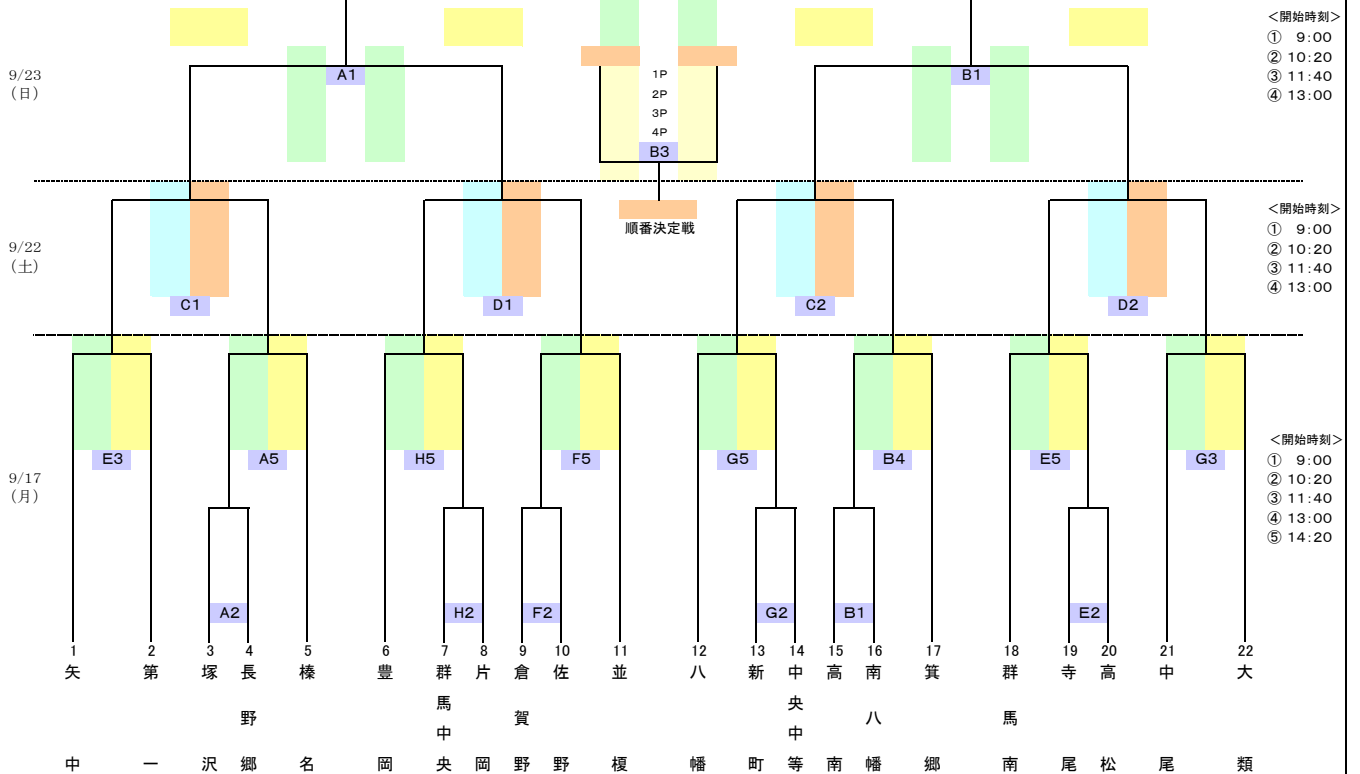 ＜開始時刻＞
① 9:00
② 10:20
③ 11:40
④ 13:00
9/23
（日）
A1
1P
2P
3P
4P
B3
B1
順番決定戦
＜開始時刻＞
① 9:00
② 10:20
③ 11:40
④ 13:00
9/22
（土）
C1
D1
C2
D2
＜開始時刻＞
① 9:00
② 10:20
③ 11:40
④ 13:00
⑤ 14:20
9/17
（月）
E3
A5
H5
F5
G5
B4
E5
G3
A2
H2
F2
G2
B1
E2
1 矢中
2 第一
3 塚沢
4 長野郷
5 榛名
6 豊岡
7 群馬中央
8 片岡
9 倉賀野
10 佐野
11 並榎
12 八幡
13 新町
14 中央中等
15 高南
16 南八幡
17 箕郷
18 群馬南
19 寺尾
20 高松
21 中尾
22 大類